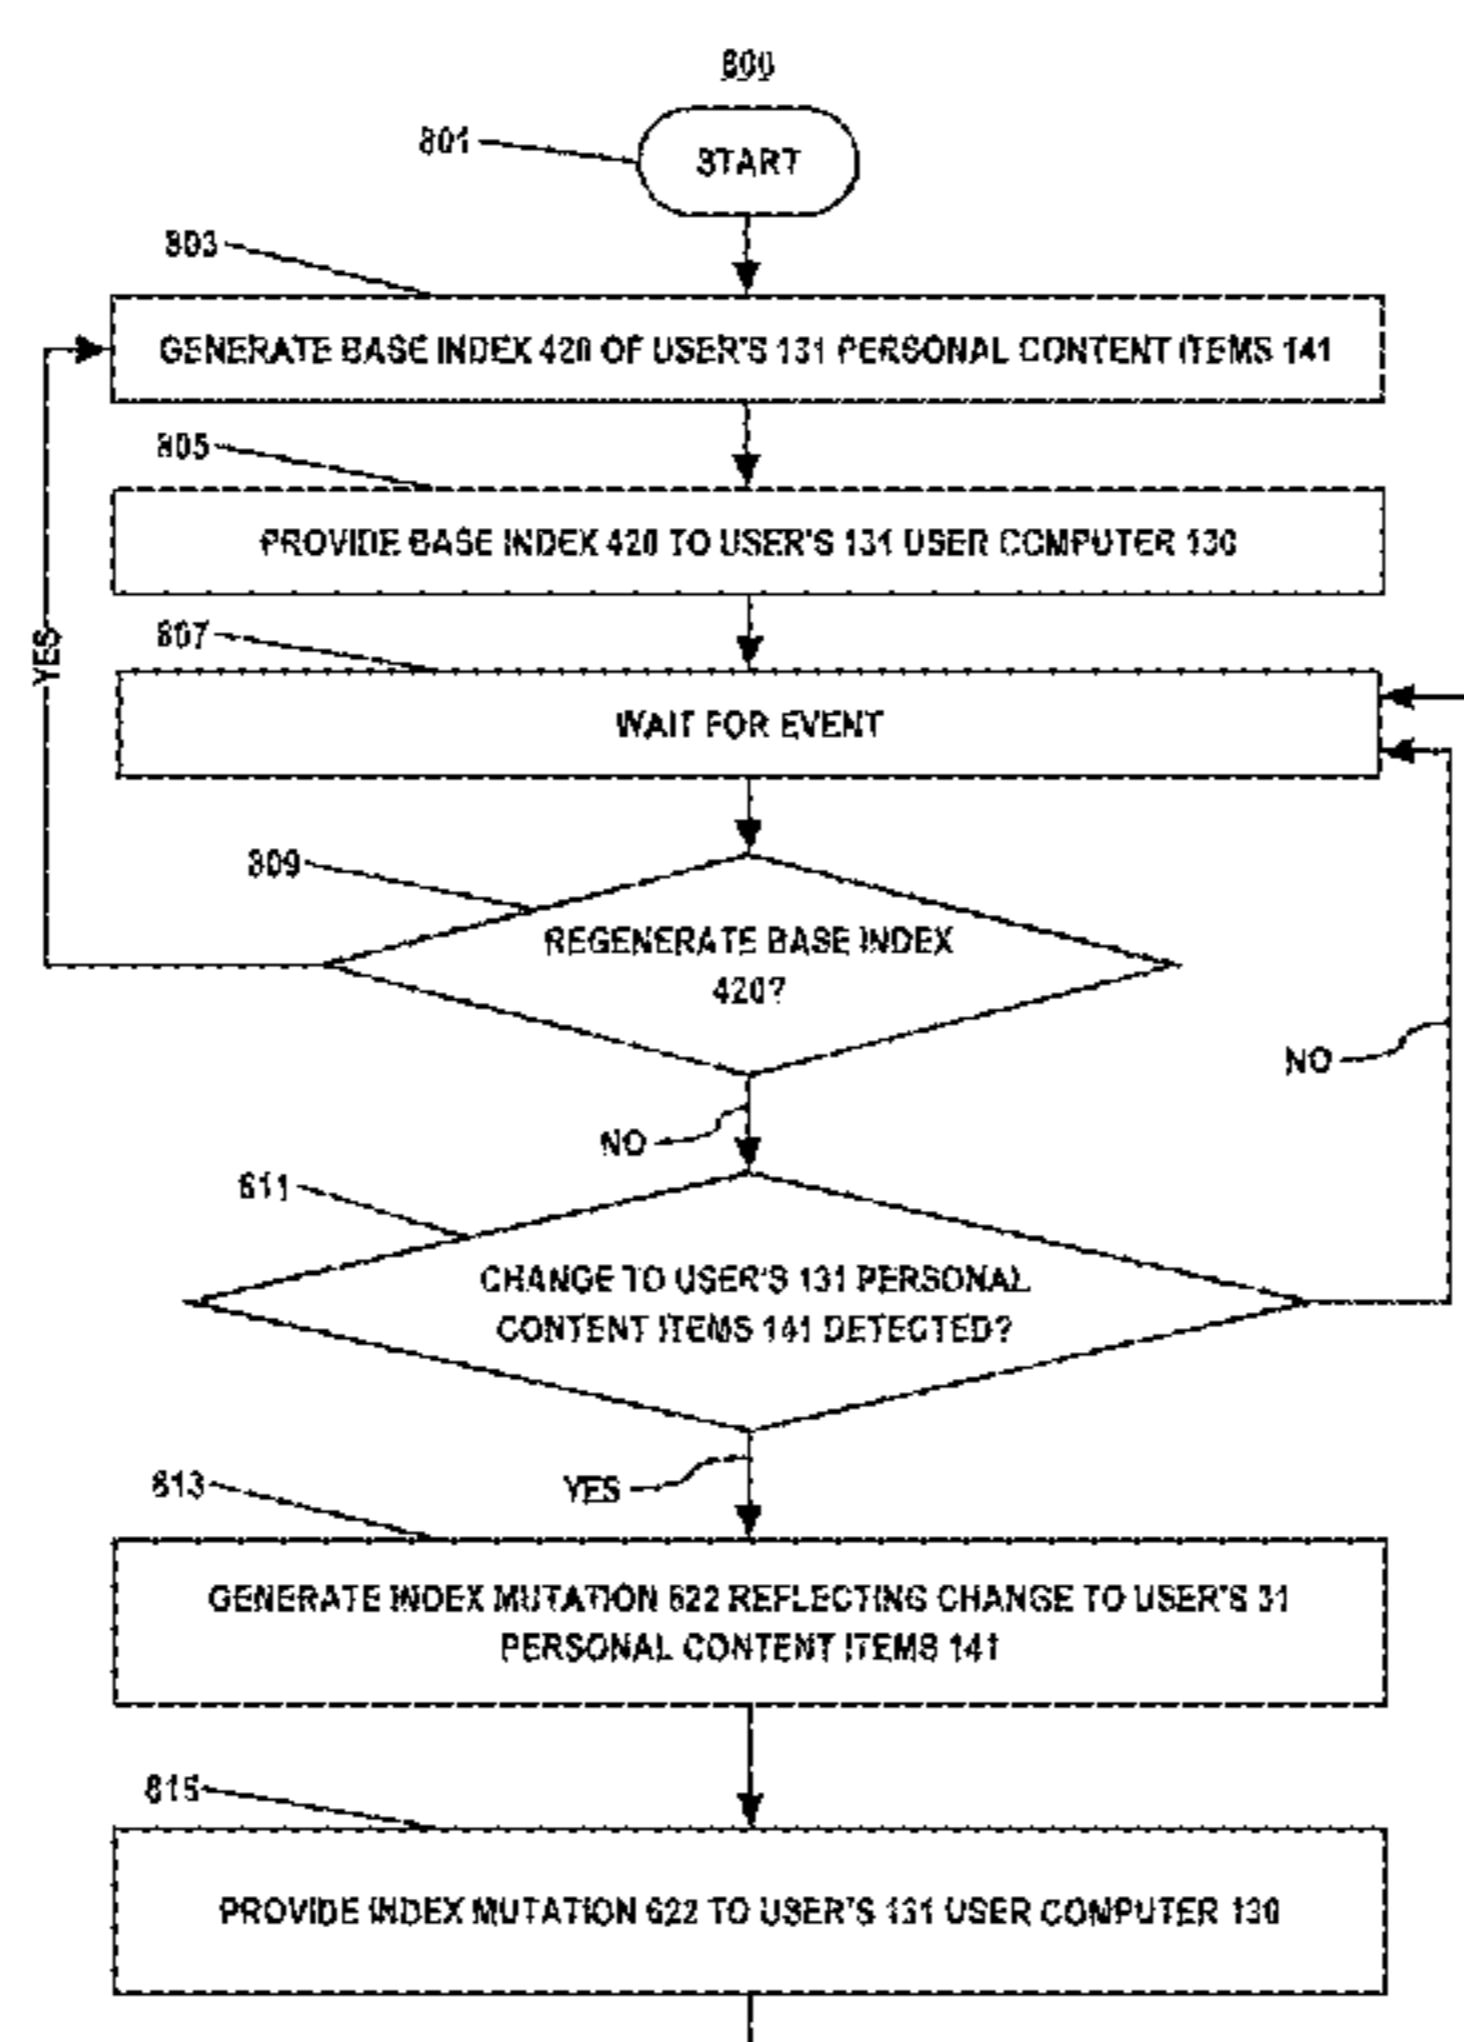 800
801
START
803
GENERATE BASE INDEX 420 OF USER'S 131 PERSONAL CONTENT ITEMS 141
805
PROVIDE BASE INDEX 420 TO USER'S 131 USER COMPUTER 130
807
YES
WAIT FOR EVENT
809
REGENERATE BASE INDEX
420?
NO
NO
811
CHANGE TO USER'S 131 PERSONAL
CONTENT ITEMS 141 DETECTED?
YES
813
GENERATE INDEX MUTATION 622 REFLECTING CHANGE TO USER'S 31
PERSONAL CONTENT ITEMS 141
815
PROVIDE INDEX MUTATION 622 TO USER'S 131 USER COMPUTER 130